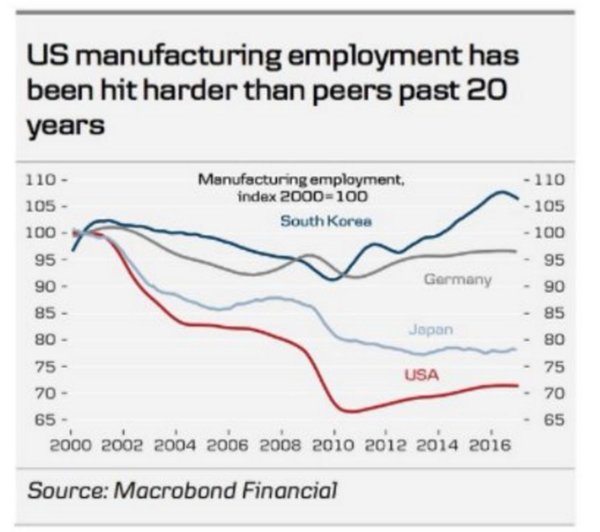 US manufacturing employment has
been hit harder than peers past 20
years
Manufacturing employment,
index 2000=100
110 - - 110
105 - - 105
100 - - 100
95 - - 95
90 - - 90
85 - - 85
80 - - 80
75 - - 75
70 - - 70
65 - - 65
South Korea
Germany
Japan
USA
2000 2002 2004 2006 2008 2010 2012 2014 2016
Source: Macrobond Financial